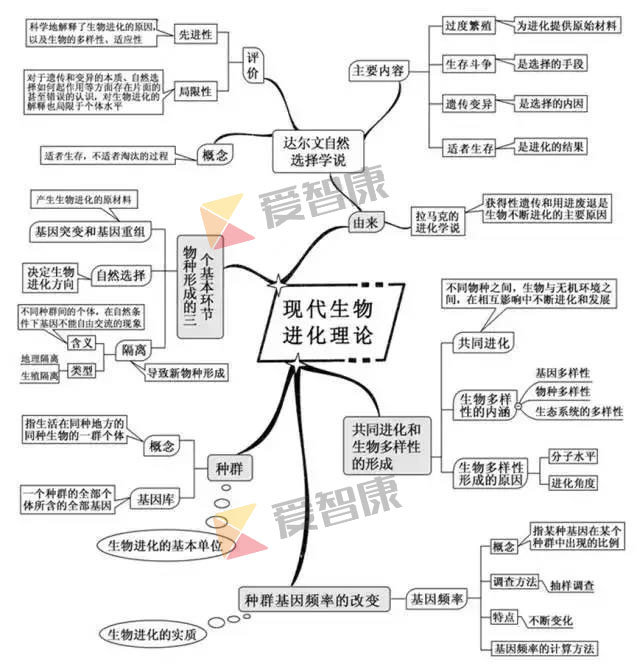 科学地解释了生物进化的原因,
以及生物的多样性、适应性
先进性
对于遗传和变异的本质、自然选
择如何起作用等方面存在片面的
甚至错误的认识，对生物进化的
解释也局限于个体水平
局限性
评价
适者生存，不适者淘汰的过程
概念
达尔文自然
选择学说
主要内容
过度繁殖
为进化提供原始材料
生存斗争
是选择的手段
遗传变异
是选择的内因
适者生存
是进化的结果
由来
拉马克的
进化学说
获得性遗传和用进废退是
生物不断进化的主要原因
爱智康
产生生物进化的原材料
基因突变和基因重组
决定生物
进化方向
自然选择
不同种群间的个体，在自然条
件下基因不能自由交流的现象
含义
地理隔离
生殖隔离
类型
隔离
导致新物种形成
物种形成的三
个基本环节
现代生物
进化理论
不同物种之间，生物与无机环境之
间，在相互影响中不断进化和发展
共同进化
生物多样
性的内涵
基因多样性
物种多样性
生态系统的多样性
生物多样性
形成的原因
分子水平
进化角度
共同进化和
生物多样性
的形成
指生活在同种地方的
同种生物的一群个体
概念
一个种群的全部个
体所含的全部基因
基因库
种群
生物进化的基本单位
爱智康
种群基因频率的改变
生物进化的实质
基因频率
概念
指某种基因在某个
种群中出现的比例
调查方法
抽样调查
特点
不断变化
基因频率的计算方法